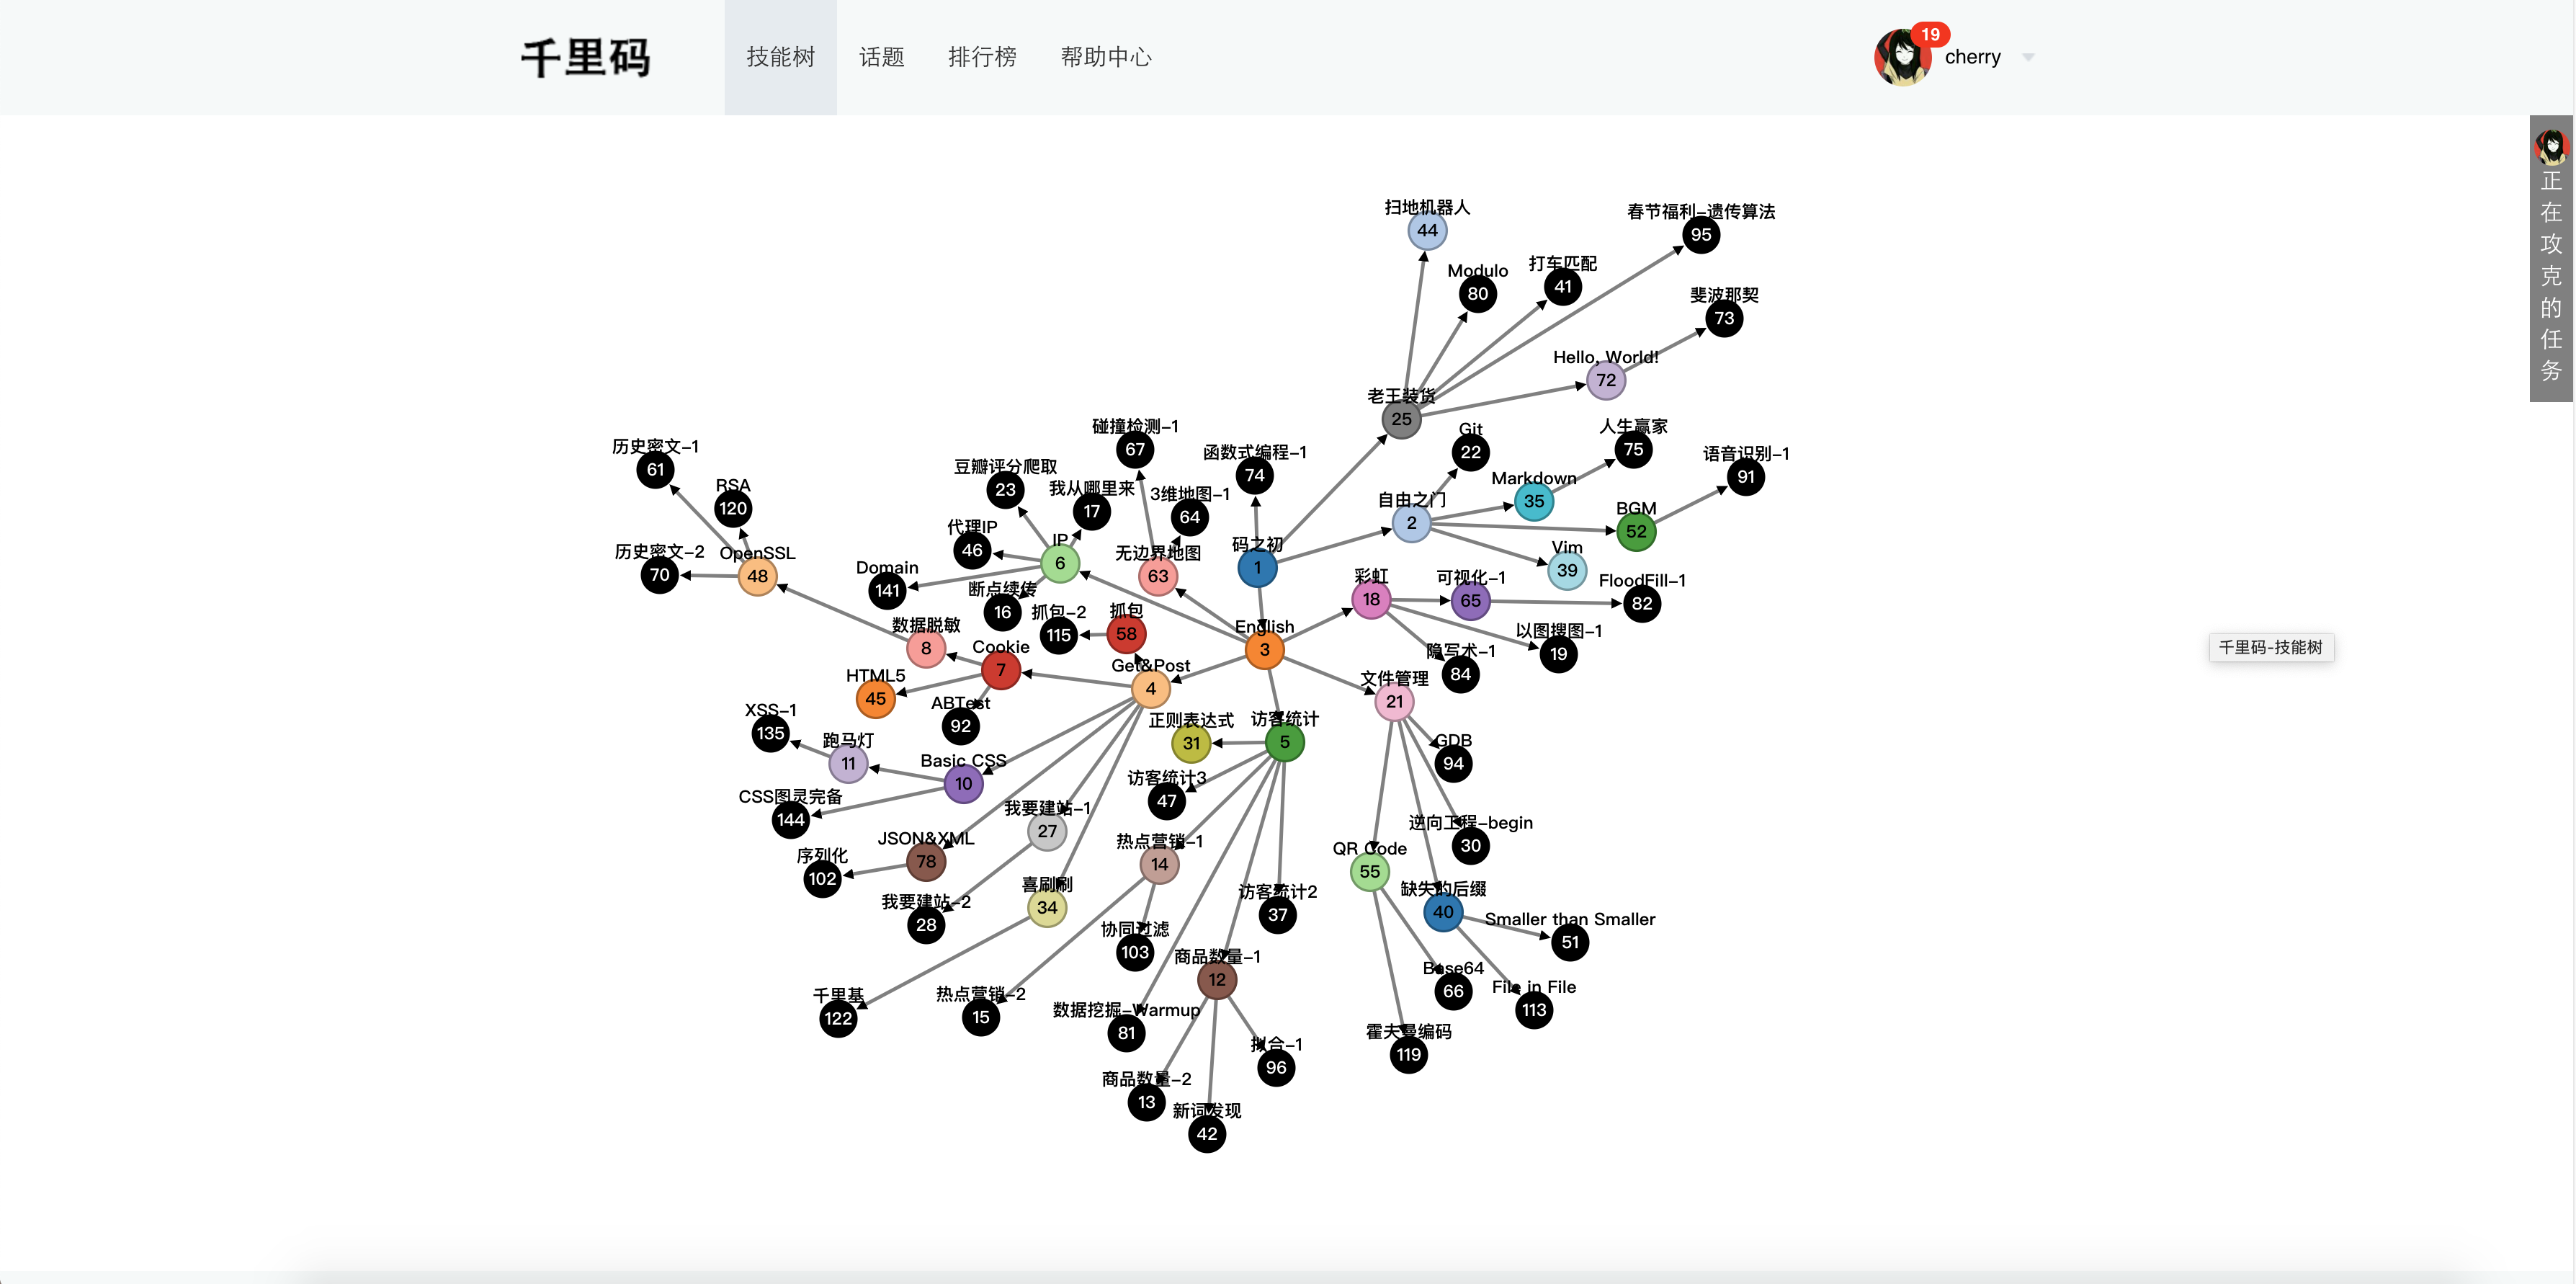 千里码
技能树
话题
排行榜
帮助中心
19
cherry
正在攻克的任务
扫地机器人
44
春节福利-遗传算法
95
Modulo
80
打车匹配
41
斐波那契
73
Hello, World!
72
老王装货
25
碰撞检测-1
67
函数式编程-1
74
Git
22
人生赢家
75
历史密文-1
61
豆瓣评分爬取
23
我从哪里来
17
3维地图-1
64
Markdown
35
语音识别-1
91
RSA
120
自由之门
2
BGM
52
代理IP
46
IP
6
无边界地图
63
码之初
1
Vim
39
历史密文-2
70
OpenSSL
48
Domain
141
断点续传
16
彩虹
18
可视化-1
65
FloodFill-1
82
抓包-2
115
抓包
58
数据脱敏
8
English
3
以图搜图-1
19
千里码-技能树
Cookie
7
隐写术-1
84
Get&Post
4
HTML5
45
文件管理
21
ABTest
92
XSS-1
135
正则表达式
31
访客统计
5
跑马灯
11
GDB
94
Basic CSS
10
访客统计3
47
CSS图灵完备
144
我要建站-1
27
逆向工程-begin
30
JSON&XML
78
热点营销-1
14
QR Code
55
序列化
102
喜刷刷
34
访客统计2
37
缺失的后缀
40
我要建站-2
28
Smaller than Smaller
51
协同过滤
103
商品数量-1
12
Base64
66
File in File
113
千里基
122
热点营销-2
15
数据挖掘-Warmup
81
霍夫曼编码
119
拟合-1
96
商品数量-2
13
新词发现
42